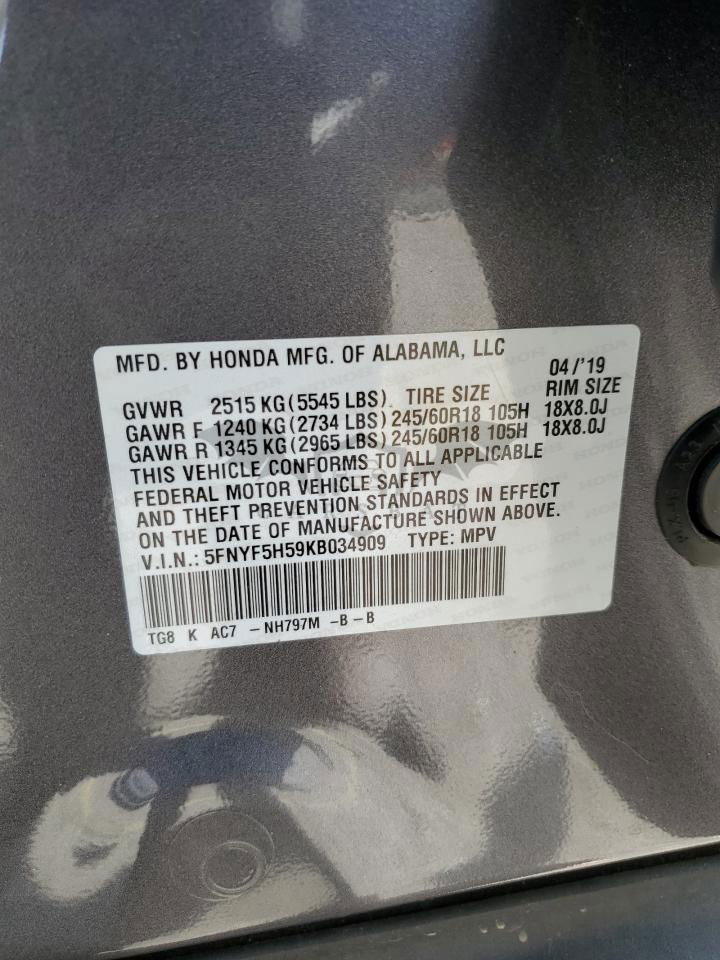 MFD. BY HONDA MFG. OF ALABAMA, LLC
04/'19
GVWR 2515 KG (5545 LBS) TIRE SIZE RIM SIZE
GAWR F 1240 KG (2734 LBS) 245/60R18 105H 18X8.0J
GAWR R 1345 KG (2965 LBS) 245/60R18 105H 18X8.0J
THIS VEHICLE CONFORMS TO ALL APPLICABLE
FEDERAL MOTOR VEHICLE SAFETY
AND THEFT PREVENTION STANDARDS IN EFFECT
ON THE DATE OF MANUFACTURE SHOWN ABOVE.
V.I.N.: 5FNYF5H59KB034909 TYPE: MPV
TG8 K AC7 -NH797M -B-B